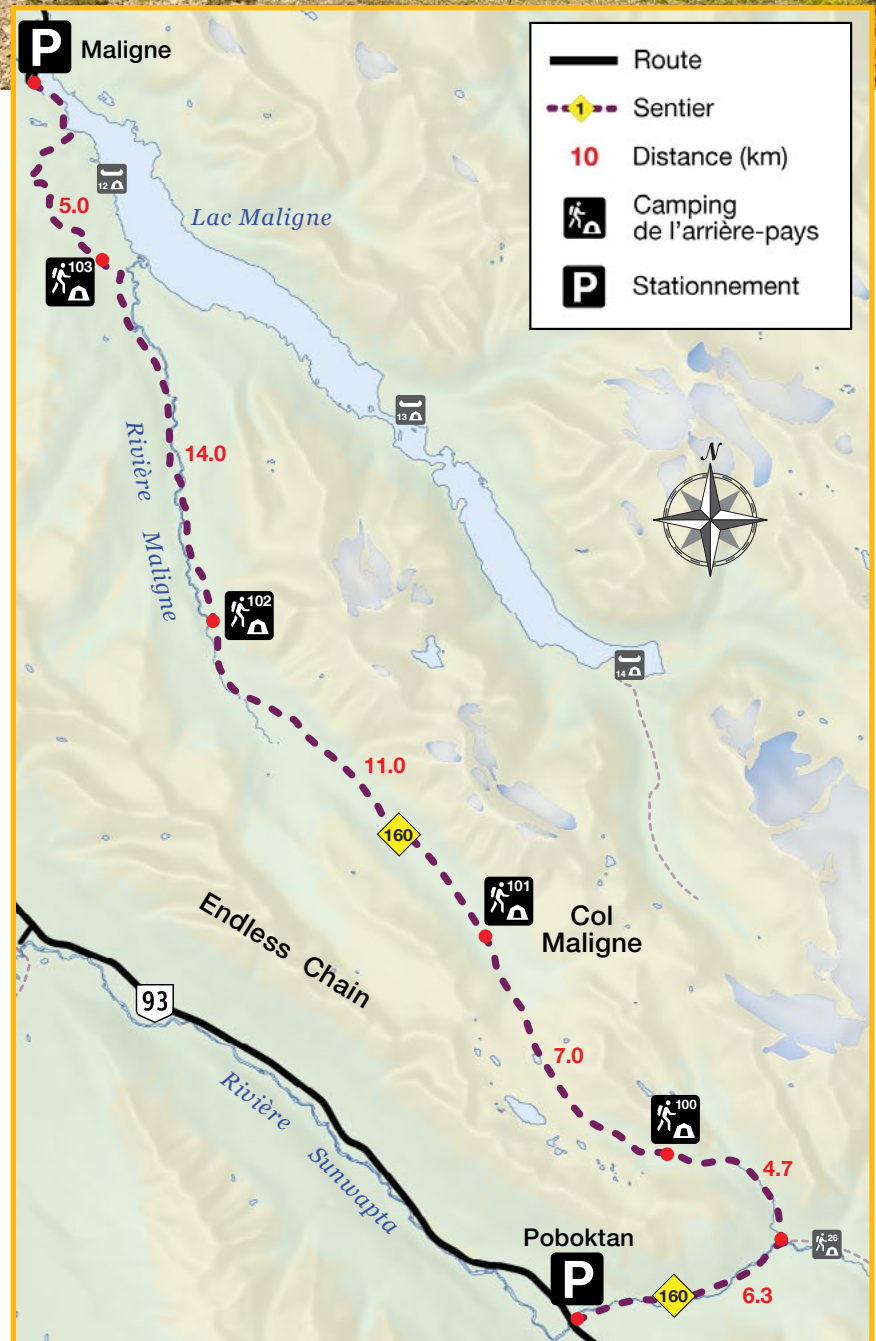 P Maligne
Route
1 Sentier
10 Distance (km)
Camping
de l'arrière-pays
P Stationnement
12
5.0
Lac Maligne
103
13
14.0
Rivière
Maligne
N
102
14
11.0
160
101
Col
Maligne
Endless Chain
93
7.0
Rivière
Sunwapta
100
4.7
Poboktan
P
26
160
6.3